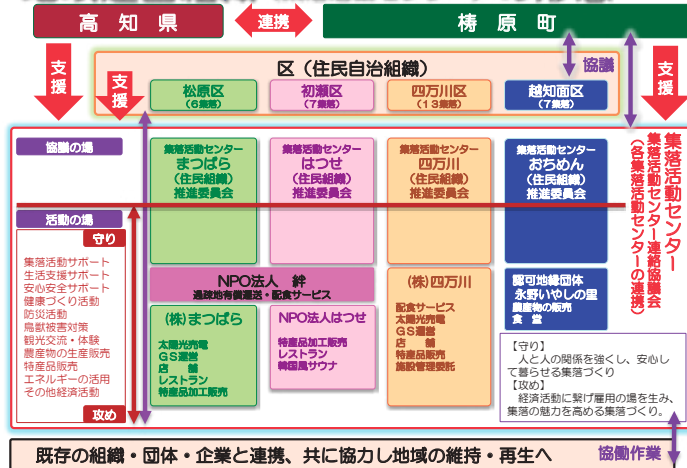 高知県
連携
梼原町
支援
支援
支援
協議
区（住民自治組織）
松原区
（6集落）
初瀬区
（7集落）
四万川区
（13集落）
越知面区
（7集落）
協議の場
集落活動センター
まつばら
（住民組織）
推進委員会
集落活動センター
はつせ
（住民組織）
推進委員会
集落活動センター
四万川
（住民組織）
推進委員会
集落活動センター
おちめん
（住民組織）
推進委員会
集落活動センター
集落活動センター連絡協議会
（各集落活動センターの連携）
活動の場
守り
集落活動サポート
生活支援サポート
安心安全サポート
健康づくり活動
防災活動
鳥獣被害対策
観光交流・体験
農産物の生産販売
特産品販売
エネルギーの活用
その他経済活動
攻め
NPO法人 絆
過疎地有償運送・配食サービス
（株）まつばら
太陽光売電
GS運営
店　舗
レストラン
特産品加工販売
NPO法人はつせ
特産品加工販売
レストラン
韓国風サウナ
（株）四万川
配食サービス
太陽光売電
GS運営
店　舗
特産品販売
施設管理委託
認可地縁団体
永野いやしの里
農産物の販売
食　堂
【守り】
人と人の関係を強くし、安心し
て暮らせる集落づくり
【攻め】
経済活動に繋げ雇用の場を生み、
集落の魅力を高める集落づくり。
既存の組織・団体・企業と連携、共に協力し地域の維持・再生へ
協働作業